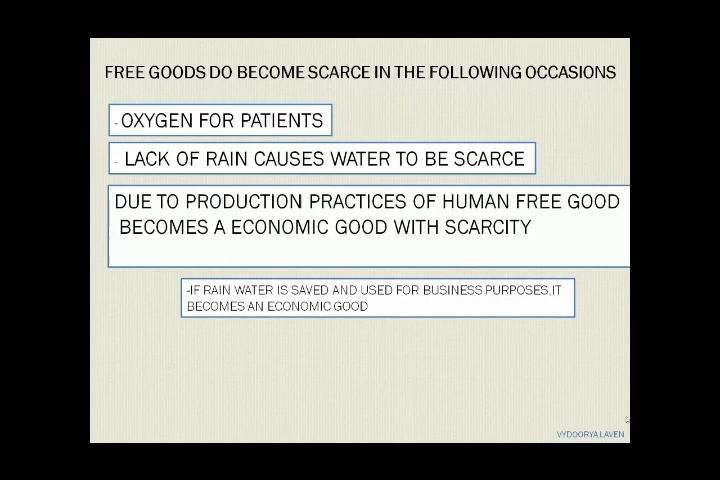 FREE GOODS DO BECOME SCARCE IN THE FOLLOWING OCCASIONS
-OXYGEN FOR PATIENTS
- LACK OF RAIN CAUSES WATER TO BE SCARCE
DUE TO PRODUCTION PRACTICES OF HUMAN FREE GOOD
BECOMES A ECONOMIC GOOD WITH SCARCITY
-IF RAIN WATER IS SAVED AND USED FOR BUSINESS PURPOSES,IT
BECOMES AN ECONOMIC GOOD
VYDOORYA LAVEN